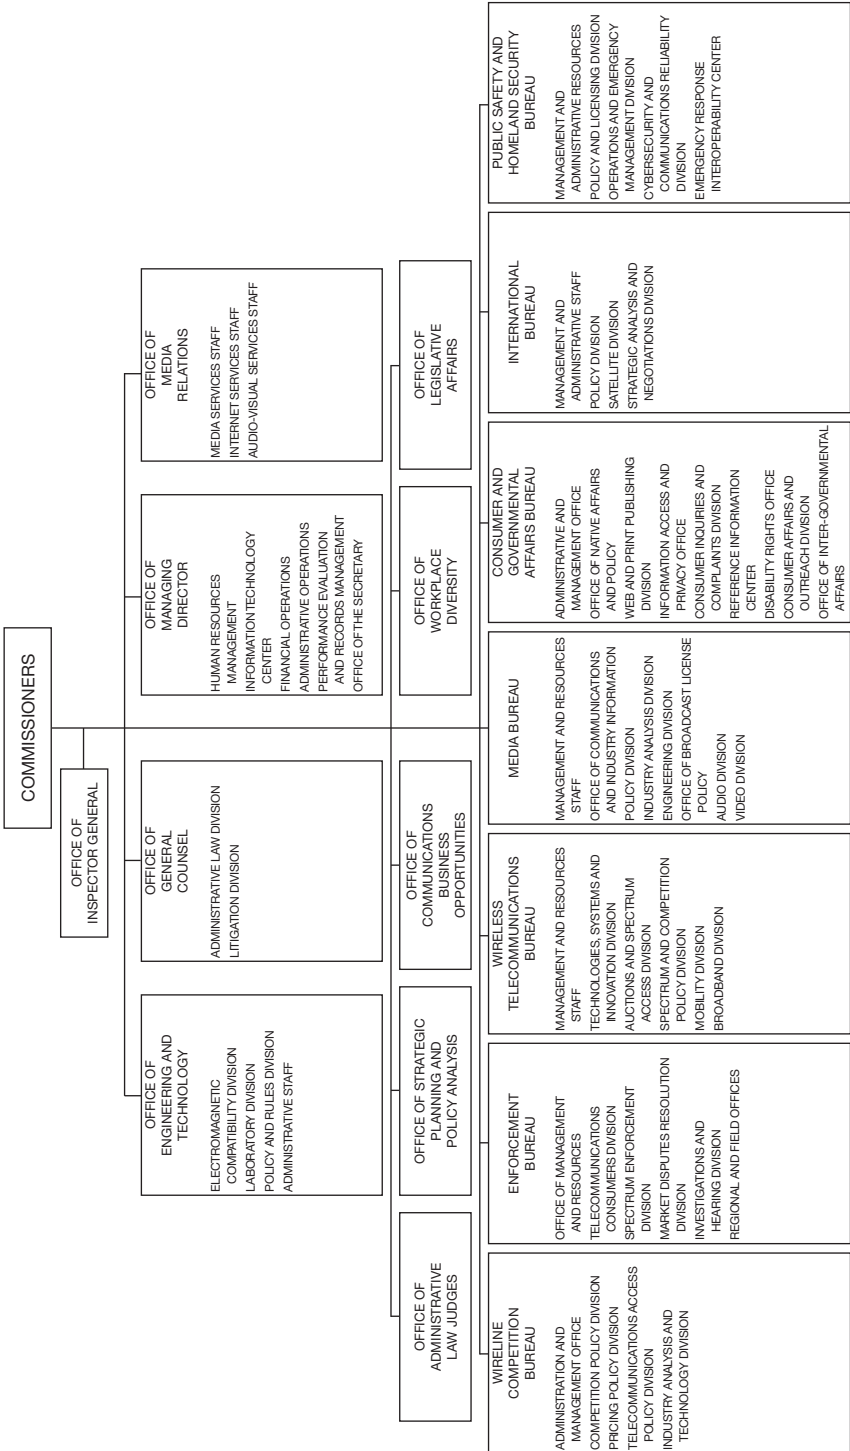 COMMISSIONERS
OFFICE OF
INSPECTOR GENERAL
OFFICE OF
ENGINEERING AND
TECHNOLOGY
ELECTROMAGNETIC
COMPATIBILITY DIVISION
LABORATORY DIVISION
POLICY AND RULES DIVISION
ADMINISTRATIVE STAFF
OFFICE OF
GENERAL
COUNSEL
ADMINISTRATIVE LAW DIVISION
LITIGATION DIVISION
OFFICE OF
MANAGING
DIRECTOR
HUMAN RESOURCES
MANAGEMENT
INFORMATION TECHNOLOGY
CENTER
FINANCIAL OPERATIONS
ADMINISTRATIVE OPERATIONS
PERFORMANCE EVALUATION
AND RECORDS MANAGEMENT
OFFICE OF THE SECRETARY
OFFICE OF
MEDIA
RELATIONS
MEDIA SERVICES STAFF
INTERNET SERVICES STAFF
AUDIO-VISUAL SERVICES STAFF
OFFICE OF
ADMINISTRATIVE
LAW JUDGES
OFFICE OF STRATEGIC
PLANNING AND
POLICY ANALYSIS
OFFICE OF
COMMUNICATIONS
BUSINESS
OPPORTUNITIES
OFFICE OF
WORKPLACE
DIVERSITY
OFFICE OF
LEGISLATIVE
AFFAIRS
WIRELINE
COMPETITION
BUREAU
ADMINISTRATION AND
MANAGEMENT OFFICE
COMPETITION POLICY DIVISION
PRICING POLICY DIVISION
TELECOMMUNICATIONS ACCESS
POLICY DIVISION
INDUSTRY ANALYSIS AND
TECHNOLOGY DIVISION
ENFORCEMENT
BUREAU
OFFICE OF MANAGEMENT
AND RESOURCES
TELECOMMUNICATIONS
CONSUMERS DIVISION
SPECTRUM ENFORCEMENT
DIVISION
MARKET DISPUTES RESOLUTION
DIVISION
INVESTIGATIONS AND
HEARING DIVISION
REGIONAL AND FIELD OFFICES
WIRELESS
TELECOMMUNICATIONS
BUREAU
MANAGEMENT AND RESOURCES
STAFF
TECHNOLOGIES, SYSTEMS AND
INNOVATION DIVISION
AUCTIONS AND SPECTRUM
ACCESS DIVISION
SPECTRUM AND COMPETITION
POLICY DIVISION
MOBILITY DIVISION
BROADBAND DIVISION
MEDIA BUREAU
MANAGEMENT AND RESOURCES
STAFF
OFFICE OF COMMUNICATIONS
AND INDUSTRY INFORMATION
POLICY DIVISION
INDUSTRY ANALYSIS DIVISION
ENGINEERING DIVISION
OFFICE OF BROADCAST LICENSE
POLICY
AUDIO DIVISION
VIDEO DIVISION
CONSUMER AND
GOVERNMENTAL
AFFAIRS BUREAU
ADMINISTRATIVE AND
MANAGEMENT OFFICE
OFFICE OF NATIVE AFFAIRS
AND POLICY
WEB AND PRINT PUBLISHING
DIVISION
INFORMATION ACCESS AND
PRIVACY OFFICE
CONSUMER INQUIRIES AND
COMPLAINTS DIVISION
REFERENCE INFORMATION
CENTER
DISABILITY RIGHTS OFFICE
CONSUMER AFFAIRS AND
OUTREACH DIVISION
OFFICE OF INTER-GOVERNMENTAL
AFFAIRS
INTERNATIONAL
BUREAU
MANAGEMENT AND
ADMINISTRATIVE STAFF
POLICY DIVISION
SATELLITE DIVISION
STRATEGIC ANALYSIS AND
NEGOTIATIONS DIVISION
PUBLIC SAFETY AND
HOMELAND SECURITY
BUREAU
MANAGEMENT AND
ADMINISTRATIVE RESOURCES
POLICY AND LICENSING DIVISION
OPERATIONS AND EMERGENCY
MANAGEMENT DIVISION
CYBERSECURITY AND
COMMUNICATIONS RELIABILITY
DIVISION
EMERGENCY RESPONSE
INTEROPERABILITY CENTER